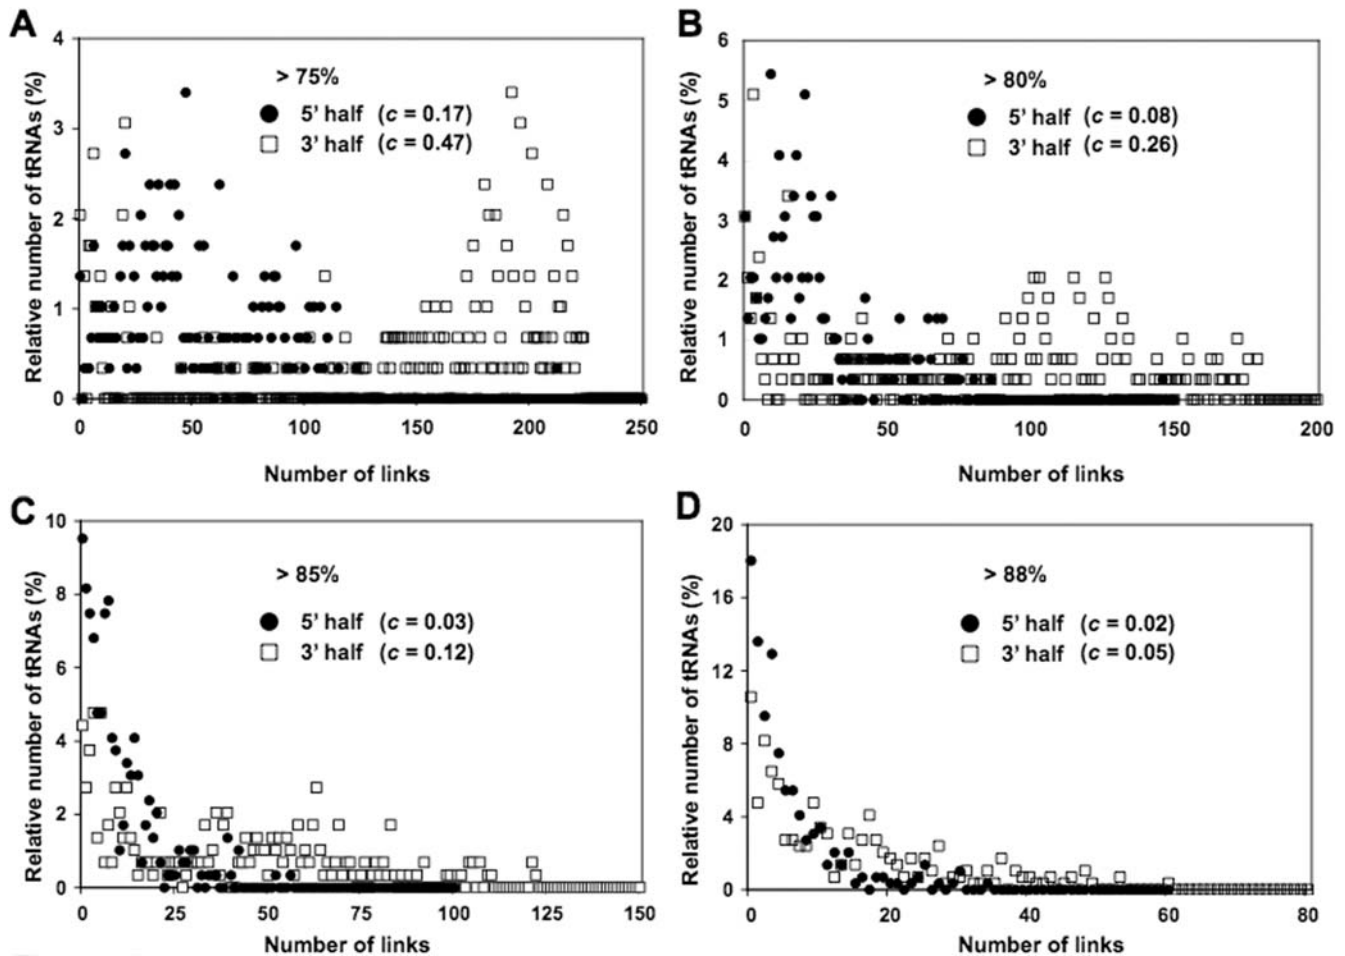 A
Relative number of tRNAs (%)
4
3
2
1
0
> 75%
5’ half (c = 0.17)
3’ half (c = 0.47)
0 50 100 150 200 250
Number of links
B
Relative number of tRNAs (%)
6
5
4
3
2
1
0
> 80%
5’ half (c = 0.08)
3’ half (c = 0.26)
0 50 100 150 200
Number of links
C
Relative number of tRNAs (%)
10
8
6
4
2
0
> 85%
5’ half (c = 0.03)
3’ half (c = 0.12)
0 25 50 75 100 125 150
Number of links
D
Relative number of tRNAs (%)
20
16
12
8
4
0
> 88%
5’ half (c = 0.02)
3’ half (c = 0.05)
0 20 40 60 80
Number of links